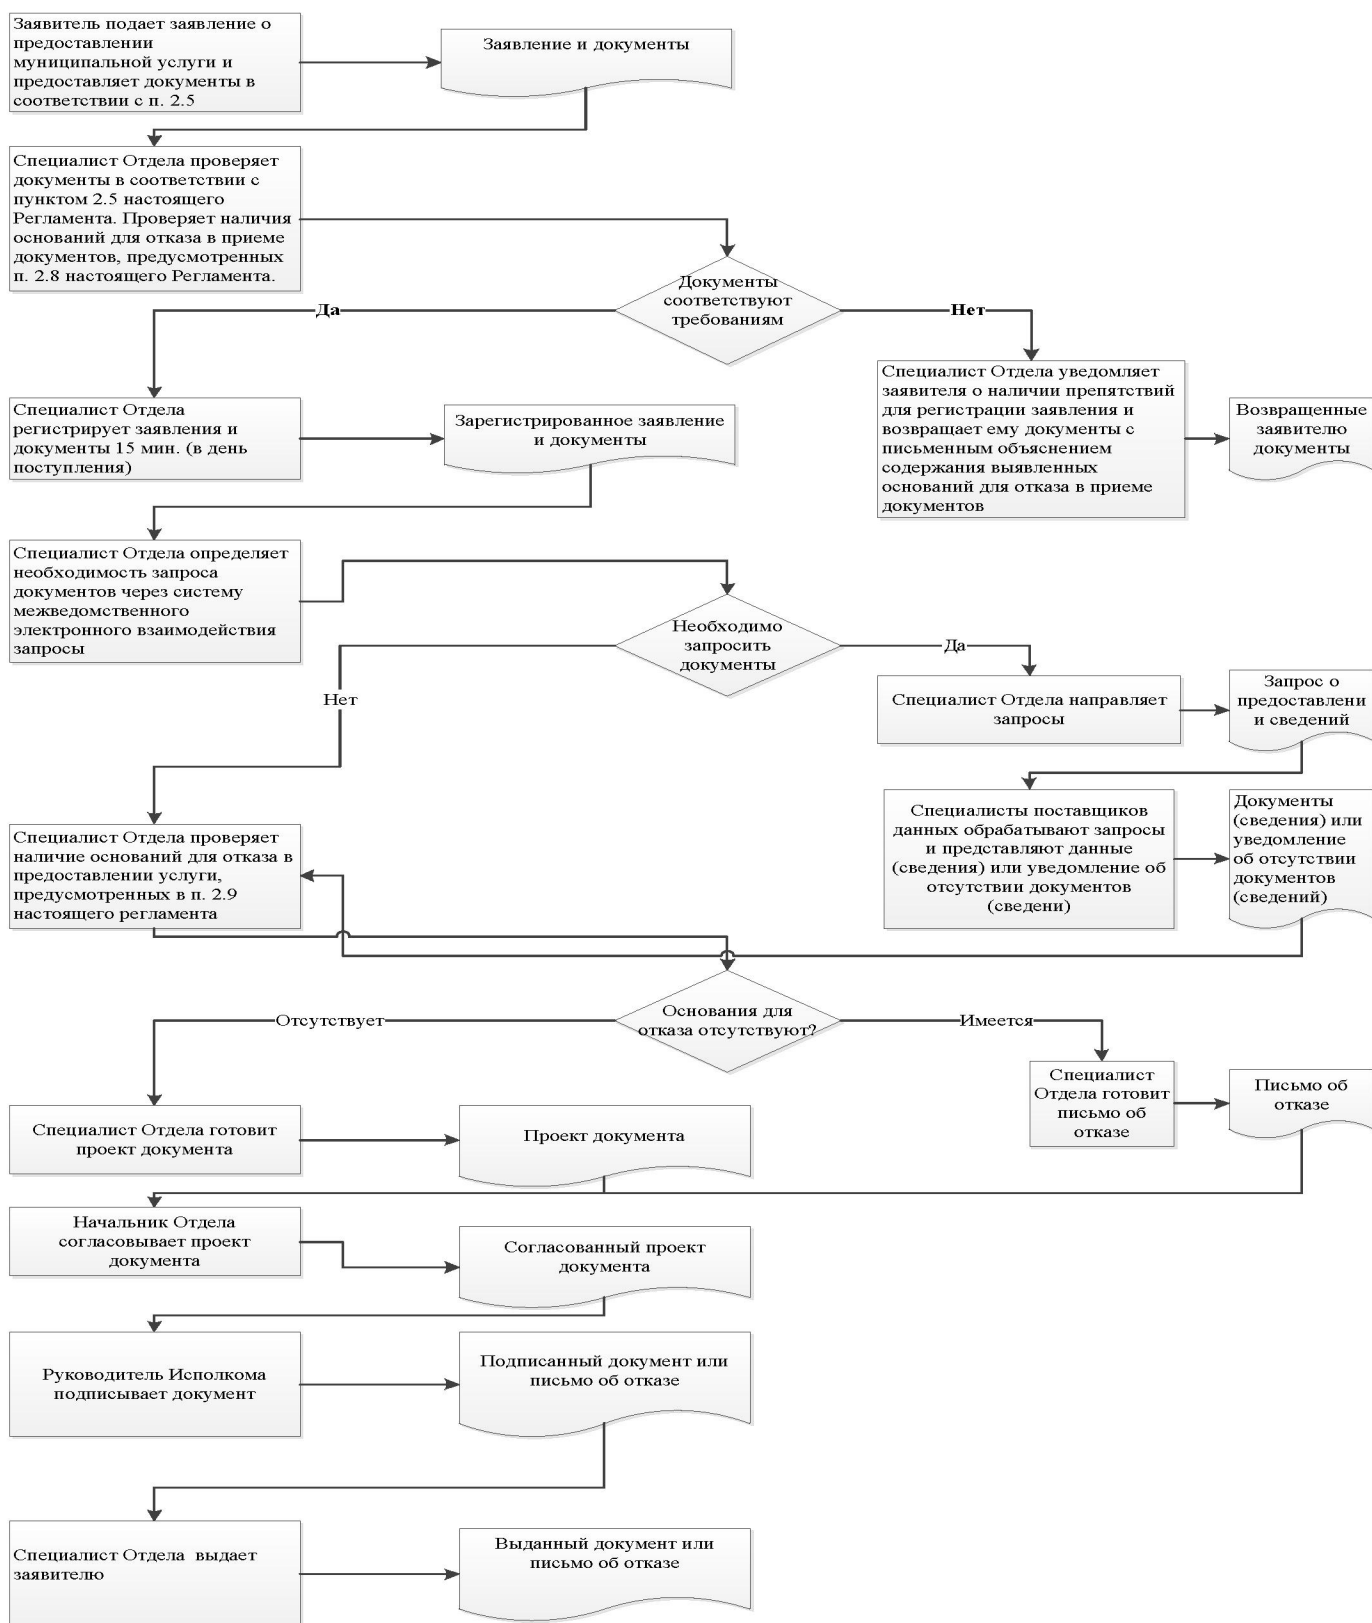 Заявитель подает заявление о
предоставлении
муниципальной услуги и
предоставляет документы в
соответствии с п. 2.5
Заявление и документы
Специалист Отдела проверяет
документы в соответствии с
пунктом 2.5 настоящего
Регламента. Проверяет наличия
оснований для отказа в приеме
документов, предусмотренных
п. 2.8 настоящего Регламента.
Документы
соответствуют
требованиям
Да
Нет
Специалист Отдела
регистрирует заявления и
документы 15 мин. (в день
поступления)
Зарегистрированное заявление
и документы
Специалист Отдела уведомляет
заявителя о наличии препятствий
для регистрации заявления и
возвращает ему документы с
письменным объяснением
содержания выявленных
оснований для отказа в приеме
документов
Возвращенные
заявителю
документы
Специалист Отдела определяет
необходимость запроса
документов через систему
межведомственного
электронного взаимодействия
запросы
Необходимо
запросить
документы
Да
Нет
Специалист Отдела направляет
запросы
Запрос о
предоставлени
и сведений
Специалисты поставщиков
данных обрабатывают запросы
и представляют данные
(сведения) или уведомление об
отсутствии документов
(сведени)
Документы
(сведения) или
уведомление
об отсутствии
документов
(сведений)
Специалист Отдела проверяет
наличие оснований для отказа в
предоставлении услуги,
предусмотренных в п. 2.9
настоящего регламента
Основания для
отказа отсутствуют?
Отсутствует
Имеется
Специалист
Отдела готовит
письмо об
отказе
Письмо об
отказе
Специалист Отдела готовит
проект документа
Проект документа
Начальник Отдела
согласовывает проект
документа
Согласованный проект
документа
Руководитель Исполкома
подписывает документ
Подписанный документ или
письмо об отказе
Специалист Отдела  выдает
заявителю
Выданный документ или
письмо об отказе